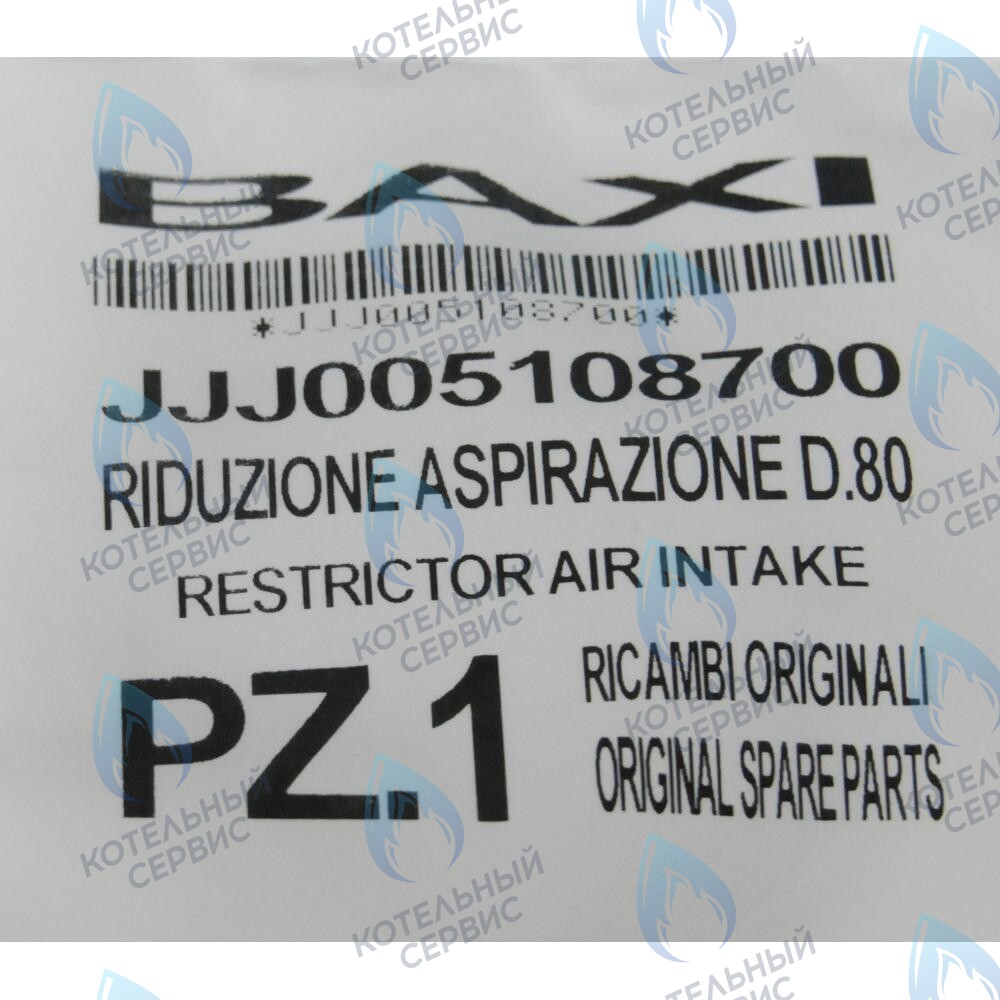 BAXI
*JJJ005108700*
JJJ005108700
RIDUZIONE ASPIRAZIONE D.80
RESTRICTOR AIR INTAKE
PZ.1
RICAMBI ORIGINALI
ORIGINAL SPARE PARTS
КОТЕЛЬНЫЙ
СЕРВИС